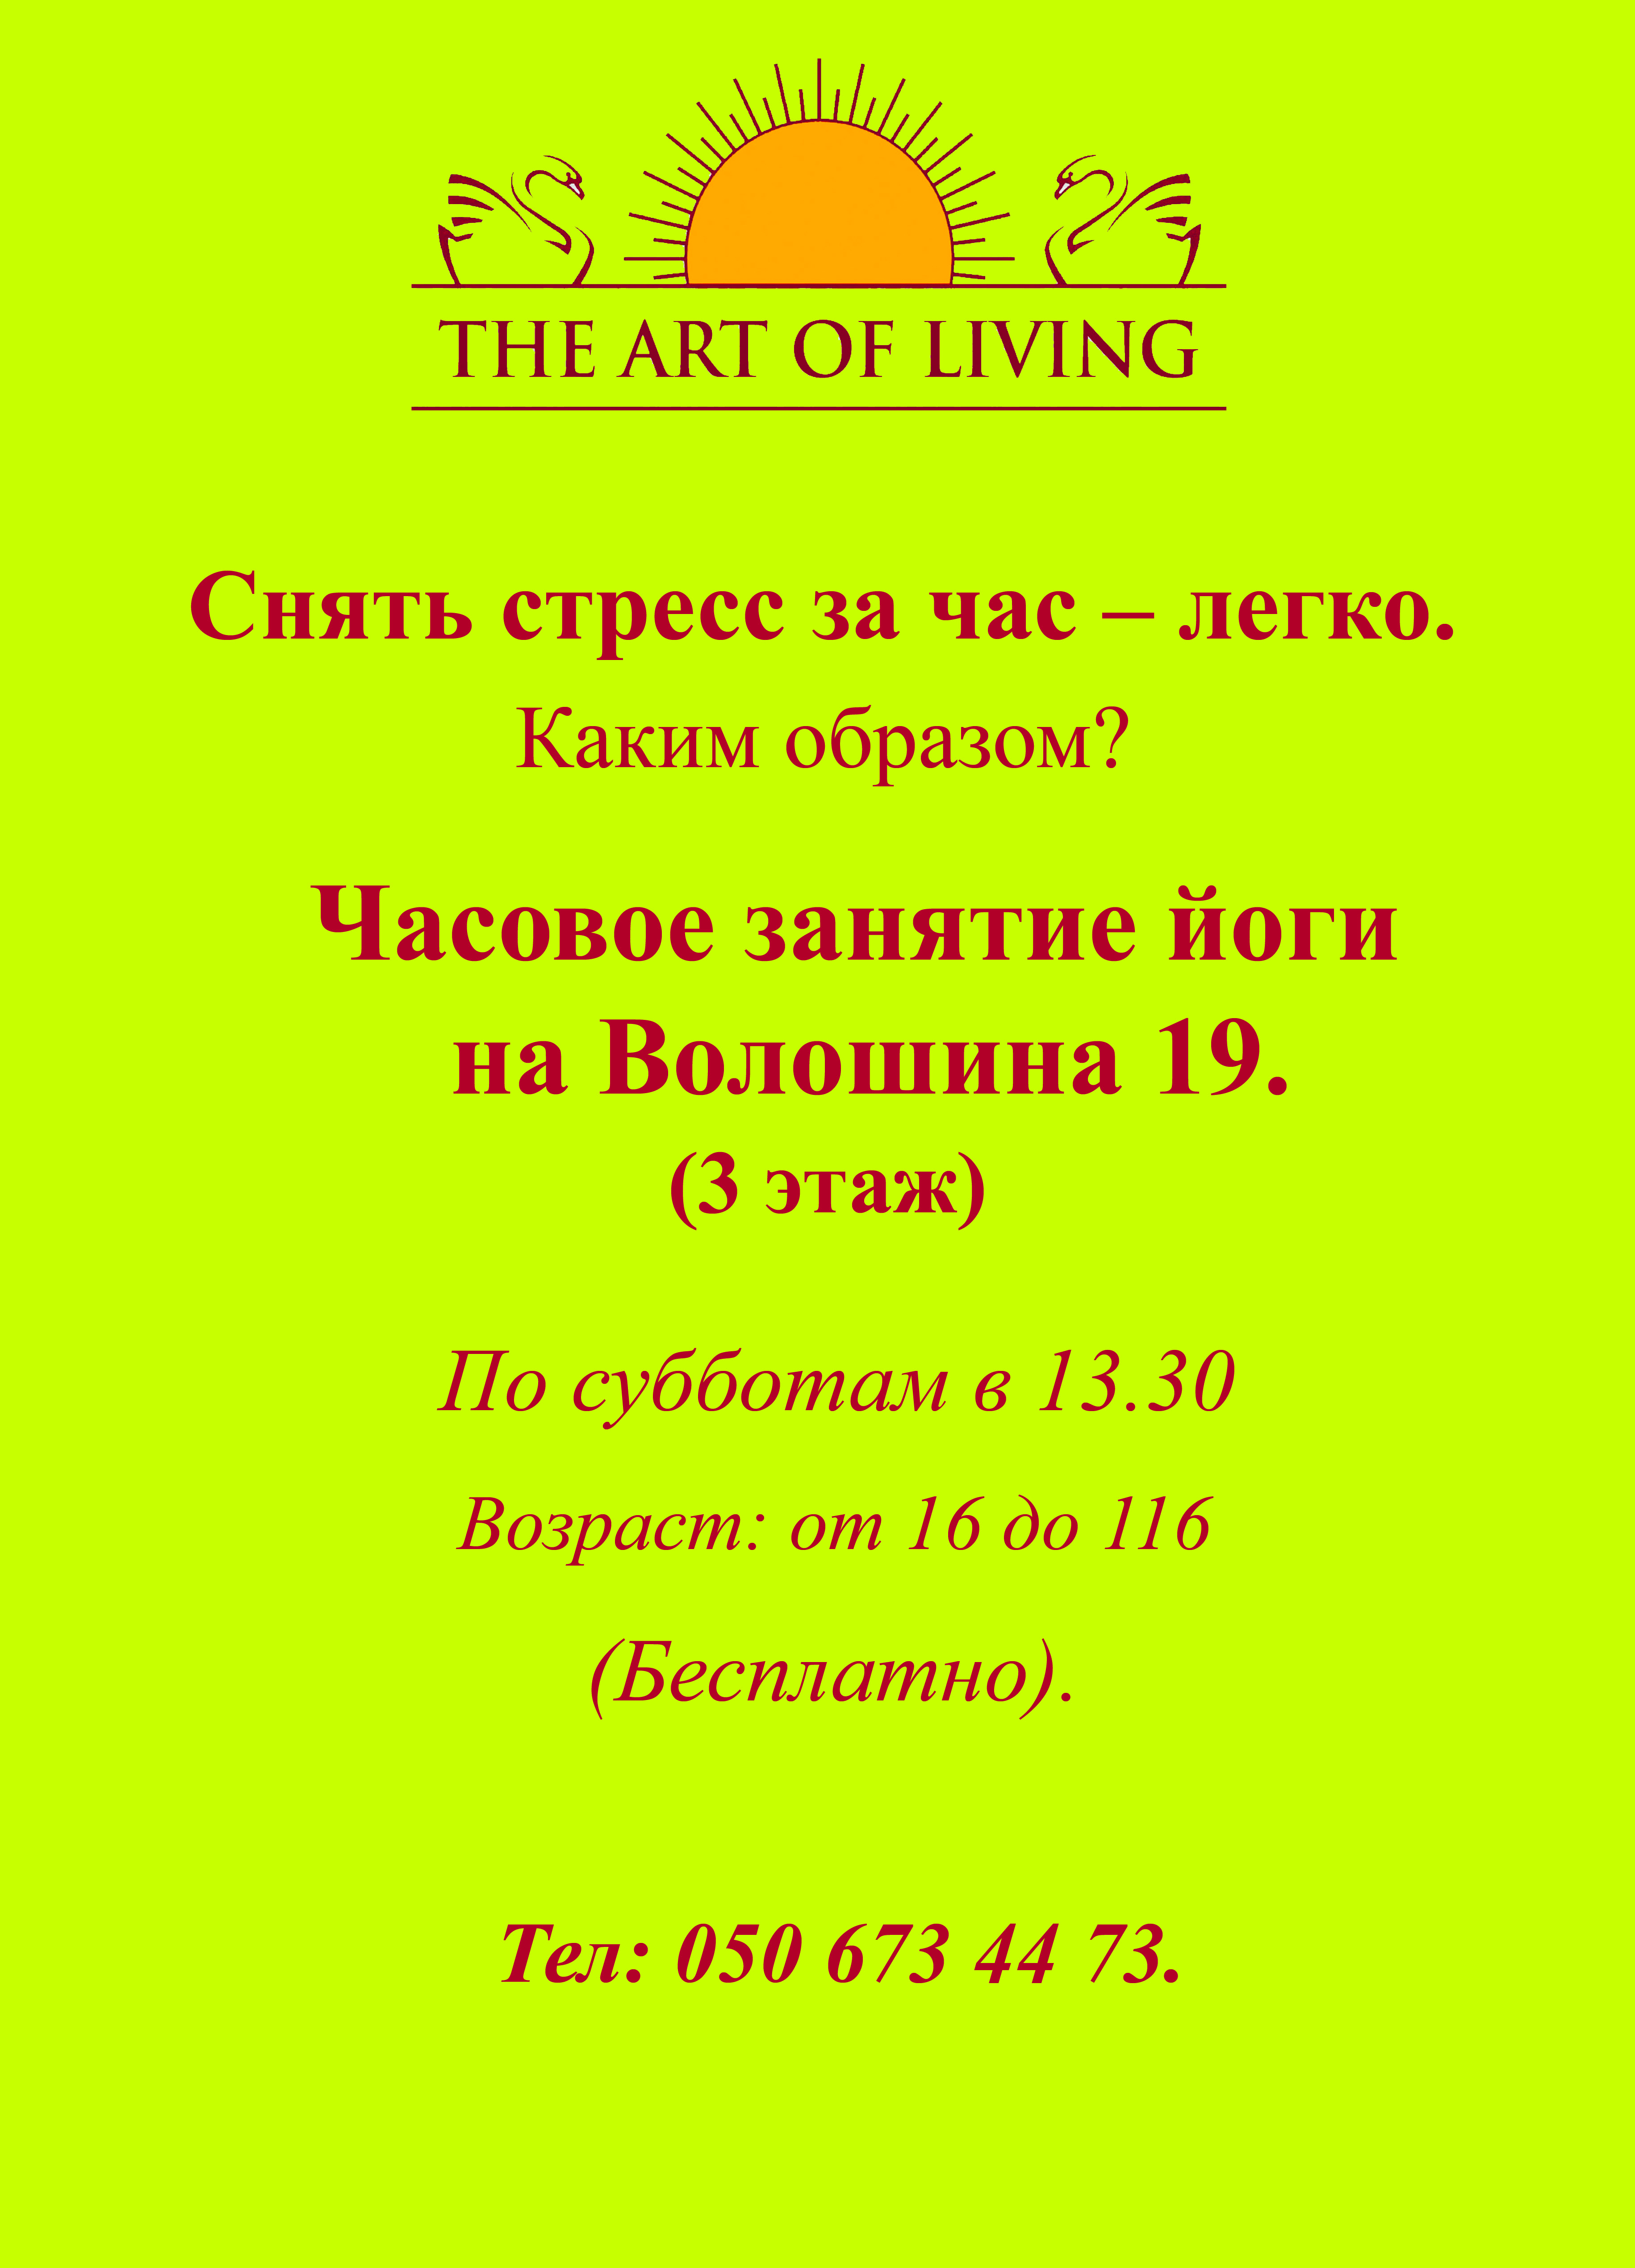 THE ART OF LIVING
Снять стресс за час – легко.
Каким образом?
Часовое занятие йоги
на Волошина 19.
(3 этаж)
По субботам в 13.30
Возраст: от 16 до 116
(Бесплатно).
Тел: 050 673 44 73.